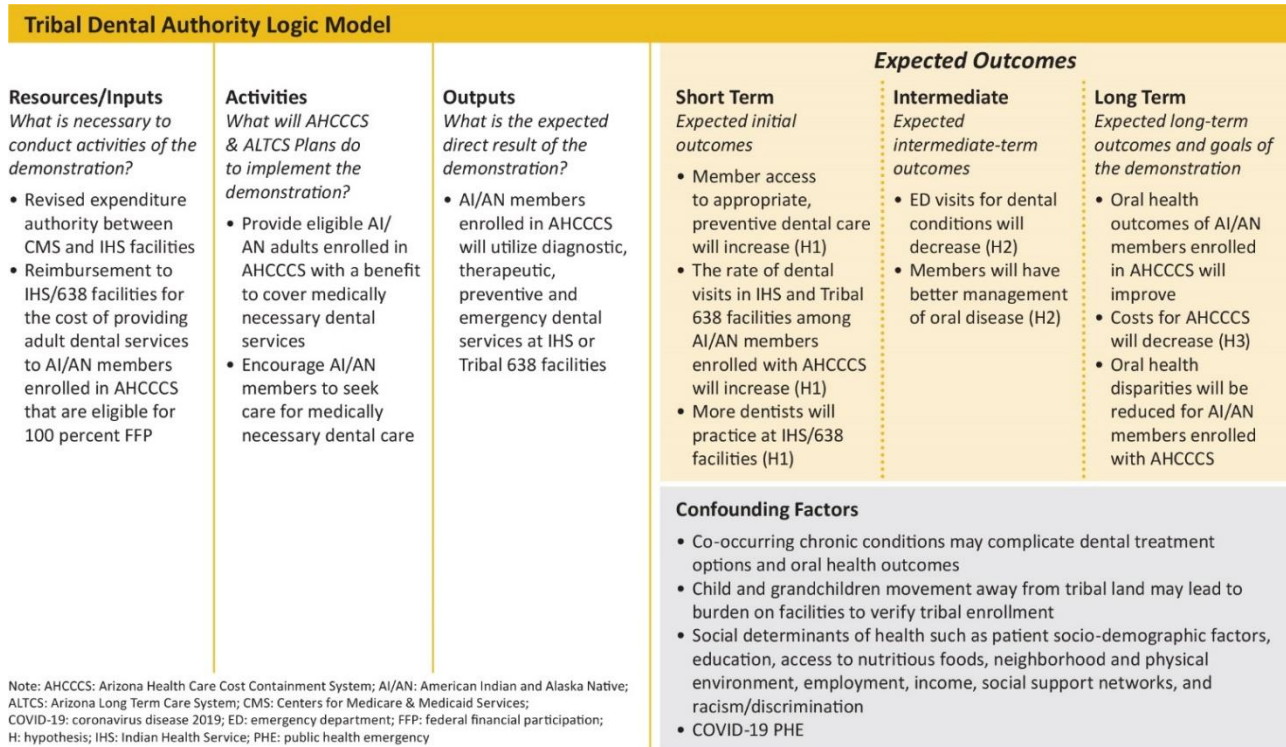 Tribal Dental Authority Logic Model
Resources/Inputs
What is necessary to
conduct activities of the
demonstration?
• Revised expenditure
authority between
CMS and IHS facilities
• Reimbursement to
IHS/638 facilities for
the cost of providing
adult dental services
to AI/AN members
enrolled in AHCCCS
that are eligible for
100 percent FFP
Activities
What will AHCCCS
& ALTCS Plans do
to implement the
demonstration?
• Provide eligible AI/
AN adults enrolled in
AHCCCS with a benefit
to cover medically
necessary dental
services
• Encourage AI/AN
members to seek
care for medically
necessary dental care
Outputs
What is the expected
direct result of the
demonstration?
• AI/AN members
enrolled in AHCCCS
will utilize diagnostic,
therapeutic,
preventive and
emergency dental
services at IHS or
Tribal 638 facilities
Expected Outcomes
Short Term
Expected initial
outcomes
• Member access
to appropriate,
preventive dental care
will increase (H1)
• The rate of dental
visits in IHS and Tribal
638 facilities among
AI/AN members
enrolled with AHCCCS
will increase (H1)
• More dentists will
practice at IHS/638
facilities (H1)
Intermediate
Expected
intermediate-term
outcomes
• ED visits for dental
conditions will
decrease (H2)
• Members will have
better management
of oral disease (H2)
Long Term
Expected long-term
outcomes and goals of
the demonstration
• Oral health
outcomes of AI/AN
members enrolled
in AHCCCS will
improve
• Costs for AHCCCS
will decrease (H3)
• Oral health
disparities will be
reduced for AI/AN
members enrolled
with AHCCCS
Confounding Factors
• Co-occurring chronic conditions may complicate dental treatment
options and oral health outcomes
• Child and grandchildren movement away from tribal land may lead to
burden on facilities to verify tribal enrollment
• Social determinants of health such as patient socio-demographic factors,
education, access to nutritious foods, neighborhood and physical
environment, employment, income, social support networks, and
racism/discrimination
• COVID-19 PHE
Note: AHCCCS: Arizona Health Care Cost Containment System; AI/AN: American Indian and Alaska Native;
ALTCS: Arizona Long Term Care System; CMS: Centers for Medicare & Medicaid Services;
COVID-19: coronavirus disease 2019; ED: emergency department; FFP: federal financial participation;
H: hypothesis; IHS: Indian Health Service; PHE: public health emergency